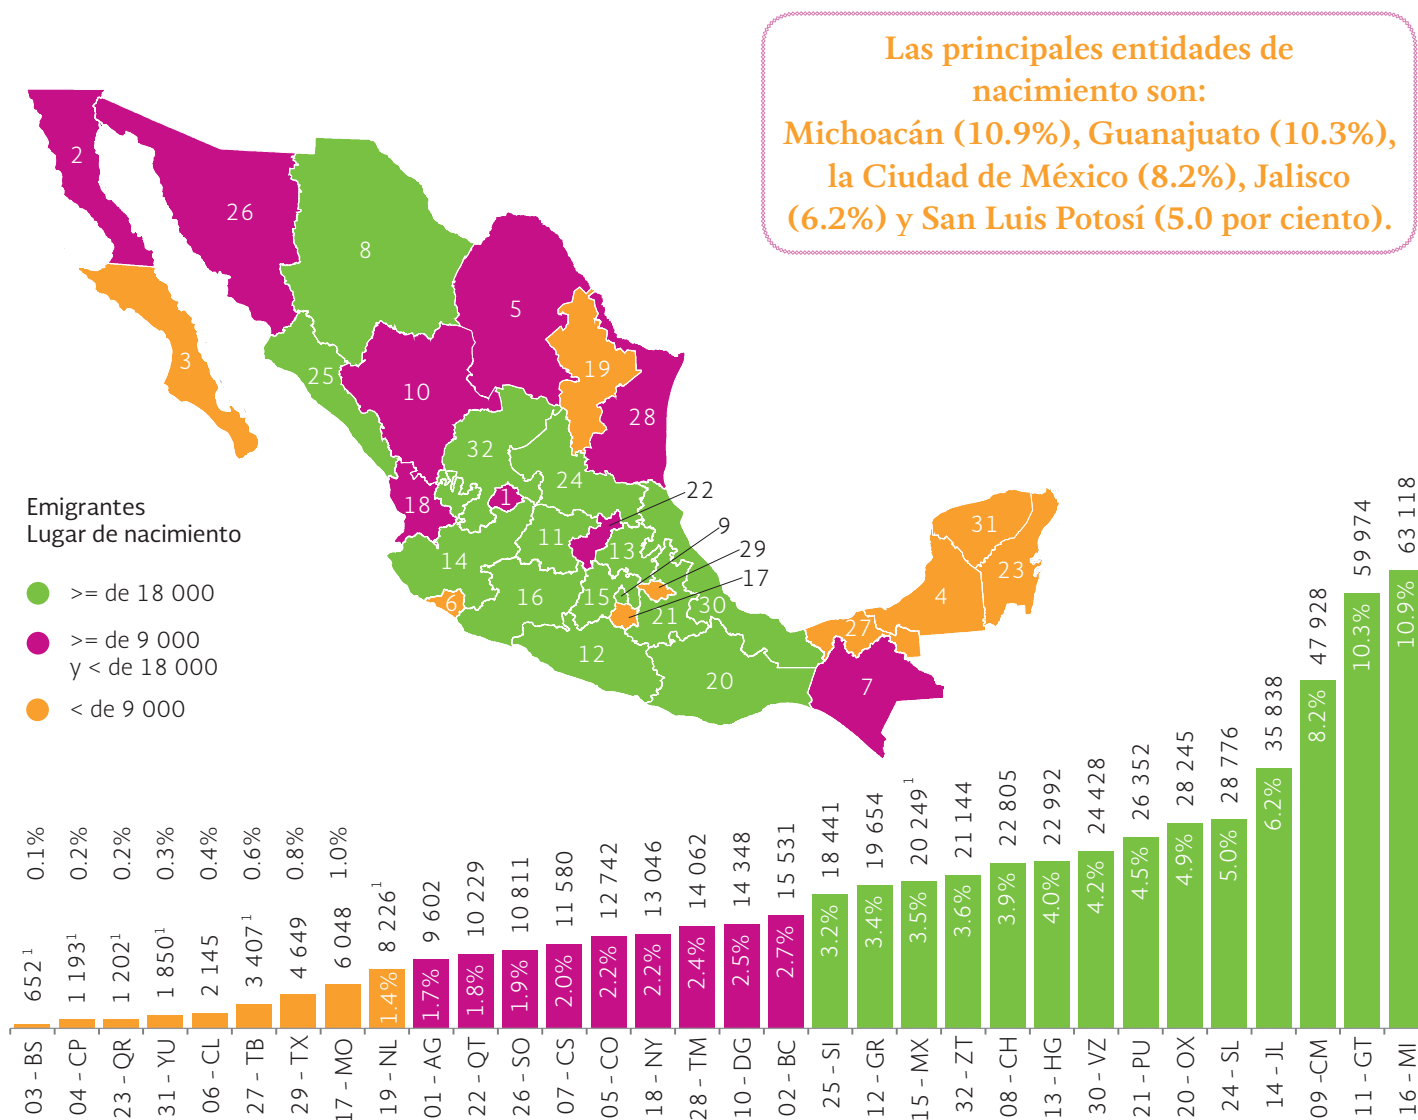 Las principales entidades de
nacimiento son:
Michoacán (10.9%), Guanajuato (10.3%),
la Ciudad de México (8.2%), Jalisco
(6.2%) y San Luis Potosí (5.0 por ciento).
2
26
8
5
3
25
10
19
28
32
24
18
1
22
11
13
9
14
29
17
6
16
15
21
30
12
20
27
7
4
31
23
Emigrantes
Lugar de nacimiento
>= de 18 000
>= de 9 000
y < de 18 000
< de 9 000
0.1%
0.2%
0.2%
0.3%
0.4%
0.6%
0.8%
1.0%
652¹
1 193¹
1 202¹
1 850¹
2 145
3 407¹
4 649
6 048
8 226¹
9 602
10 229
10 811
11 580
12 742
13 046
14 062
14 348
15 531
18 441
19 654
20 249¹
21 144
22 805
22 992
24 428
26 352
28 245
28 776
35 838
47 928
59 974
63 118
1.4%
1.7%
1.8%
1.9%
2.0%
2.2%
2.2%
2.4%
2.5%
2.7%
3.2%
3.4%
3.5%
3.6%
3.9%
4.0%
4.2%
4.5%
4.9%
5.0%
6.2%
8.2%
10.3%
10.9%
03 - BS
04 - CP
23 - QR
31 - YU
06 - CL
27 - TB
29 - TX
17 - MO
19 - NL
01 - AG
22 - QT
26 - SO
07 - CS
05 - CO
18 - NY
28 - TM
10 - DG
02 - BC
25 - SI
12 - GR
15 - MX
32 - ZT
08 - CH
13 - HG
30 - VZ
21 - PU
20 - OX
24 - SL
14 - JL
09 -CM
11 - GT
16 - MI